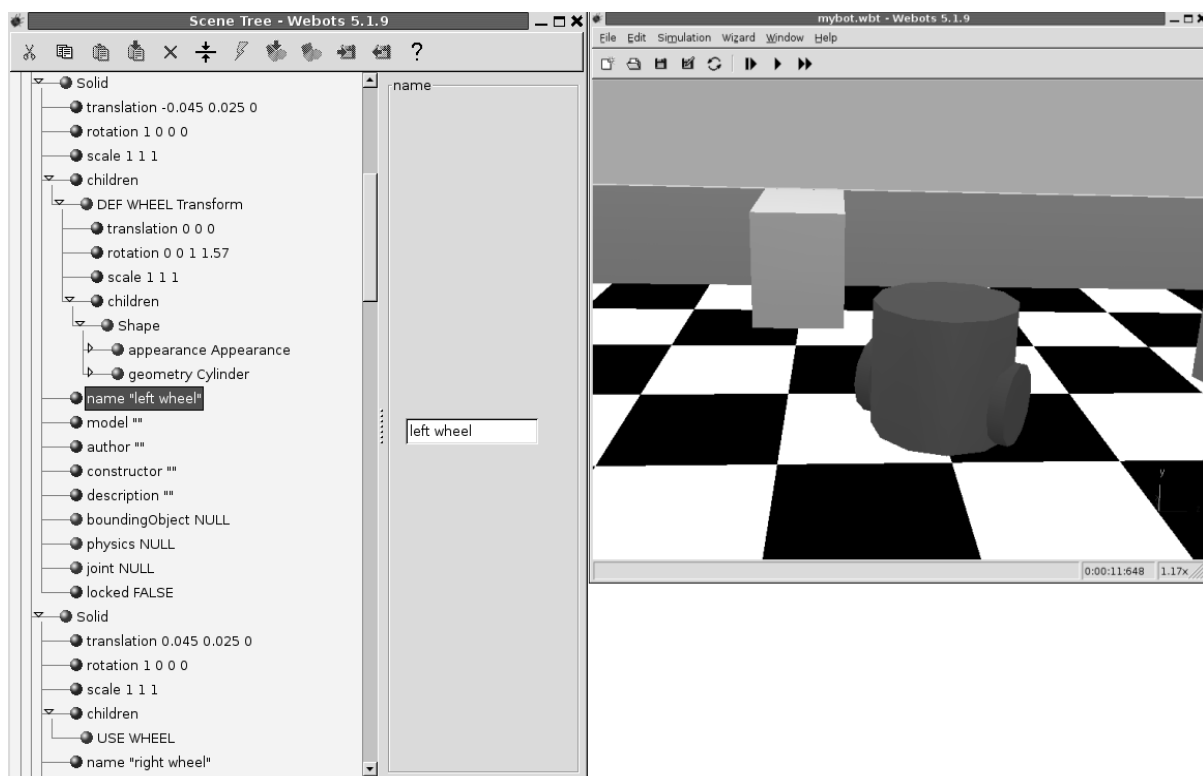 Scene Tree - Webots 5.1.9
?
Solid
translation -0.045 0.025 0
rotation 1 0 0 0
scale 1 1 1
children
DEF WHEEL Transform
translation 0 0 0
rotation 0 0 1 1.57
scale 1 1 1
children
Shape
appearance Appearance
geometry Cylinder
name "left wheel"
model ""
author ""
constructor ""
description ""
boundingObject NULL
physics NULL
joint NULL
locked FALSE
Solid
translation 0.045 0.025 0
rotation 1 0 0 0
scale 1 1 1
children
USE WHEEL
name "right wheel"
name
left wheel
mybot.wbt - Webots 5.1.9
File Edit Simulation Wizard Window Help
y
0:00:11:648 1.17x